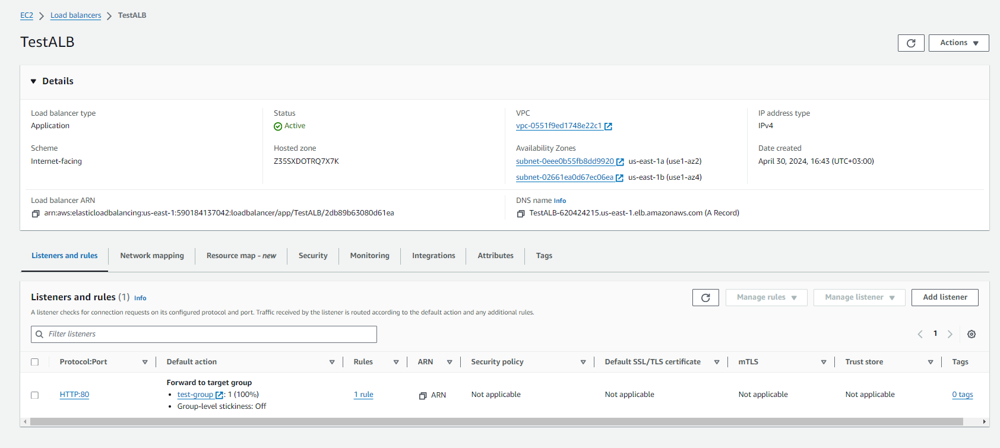 EC2 > Load balancers > TestALB
TestALB
Actions
Details
Load balancer type
Application
Status
Active
VPC
vpc-0551f9ed1748e22c1
IP address type
IPv4
Scheme
Internet-facing
Hosted zone
Z35SXDOTRQ7X7K
Availability Zones
subnet-0eee0b55fb8dd9920 us-east-1a (use1-az2)
subnet-02661ea0d67ec06ea us-east-1b (use1-az4)
Date created
April 30, 2024, 16:43 (UTC+03:00)
Load balancer ARN
arn:aws:elasticloadbalancing:us-east-1:590184137042:loadbalancer/app/TestALB/2db89b63080d61ea
DNS name Info
TestALB-620424215.us-east-1.elb.amazonaws.com (A Record)
Listeners and rules Network mapping Resource map - new Security Monitoring Integrations Attributes Tags
Listeners and rules (1) Info
Manage rules Manage listener Add listener
A listener checks for connection requests on its configured protocol and port. Traffic received by the listener is routed according to the default action and any additional rules.
Filter listeners
1
Protocol:Port Default action Rules ARN Security policy Default SSL/TLS certificate mTLS Trust store Tags
Forward to target group
HTTP:80 • test-group: 1 (100%) 1 rule ARN Not applicable Not applicable Not applicable Not applicable 0 tags
• Group-level stickiness: Off